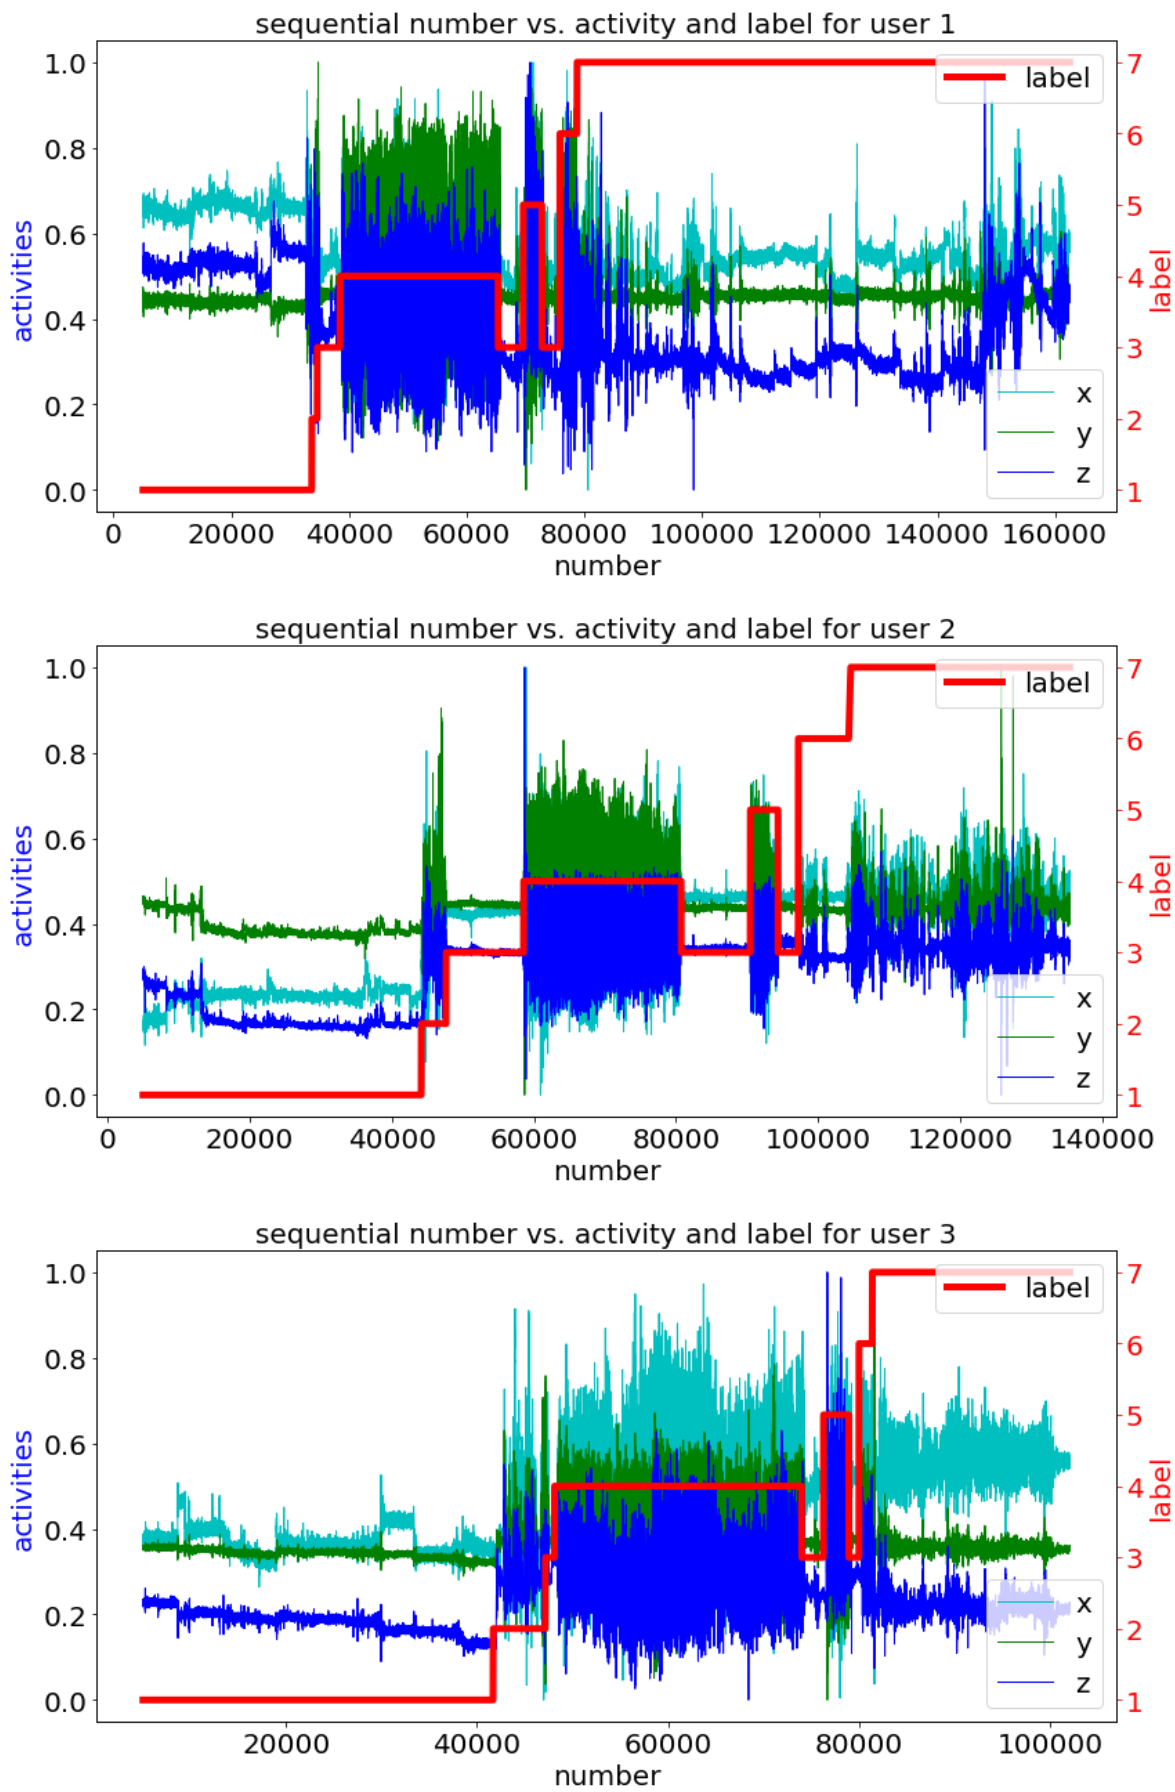 sequential number vs. activity and label for user 1
1.0
0.8
0.6
0.4
0.2
0.0
activities
7
6
5
4
3
2
1
label
label
x
y
z
0 20000 40000 60000 80000 100000 120000 140000 160000
number
sequential number vs. activity and label for user 2
1.0
0.8
0.6
0.4
0.2
0.0
activities
7
6
5
4
3
2
1
label
label
x
y
z
0 20000 40000 60000 80000 100000 120000 140000
number
sequential number vs. activity and label for user 3
1.0
0.8
0.6
0.4
0.2
0.0
activities
7
6
5
4
3
2
1
label
label
x
y
z
20000 40000 60000 80000 100000
number